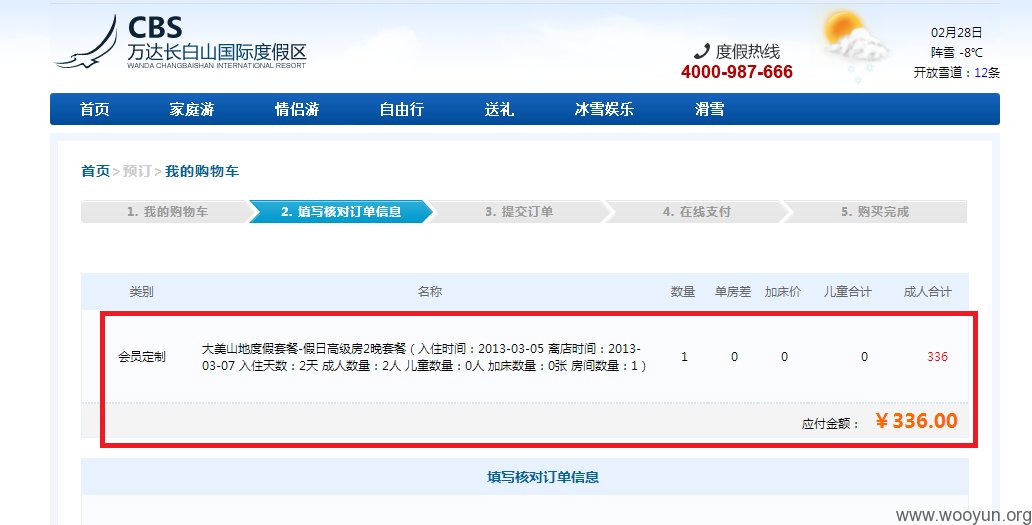 CBS
万达长白山国际度假区
WANDA CHANGBAISHAN INTERNATIONAL RESORT
度假热线
4000-987-666
02月28日
阵雪 -8℃
开放雪道：12条
首页 家庭游 情侣游 自由行 送礼 冰雪娱乐 滑雪
首页 > 预订 > 我的购物车
1. 我的购物车 2. 填写核对订单信息 3. 提交订单 4. 在线支付 5. 购买完成
类别 名称 数量 单房差 加床价 儿童合计 成人合计
会员定制 大美山地度假套餐-假日高级房2晚套餐（入住时间：2013-03-05 离店时间：2013-
03-07 入住天数：2天 成人数量：2人 儿童数量：0人 加床数量：0张 房间数量：1） 1 0 0 0 336
应付金额： ￥336.00
填写核对订单信息
www.wooyun.org